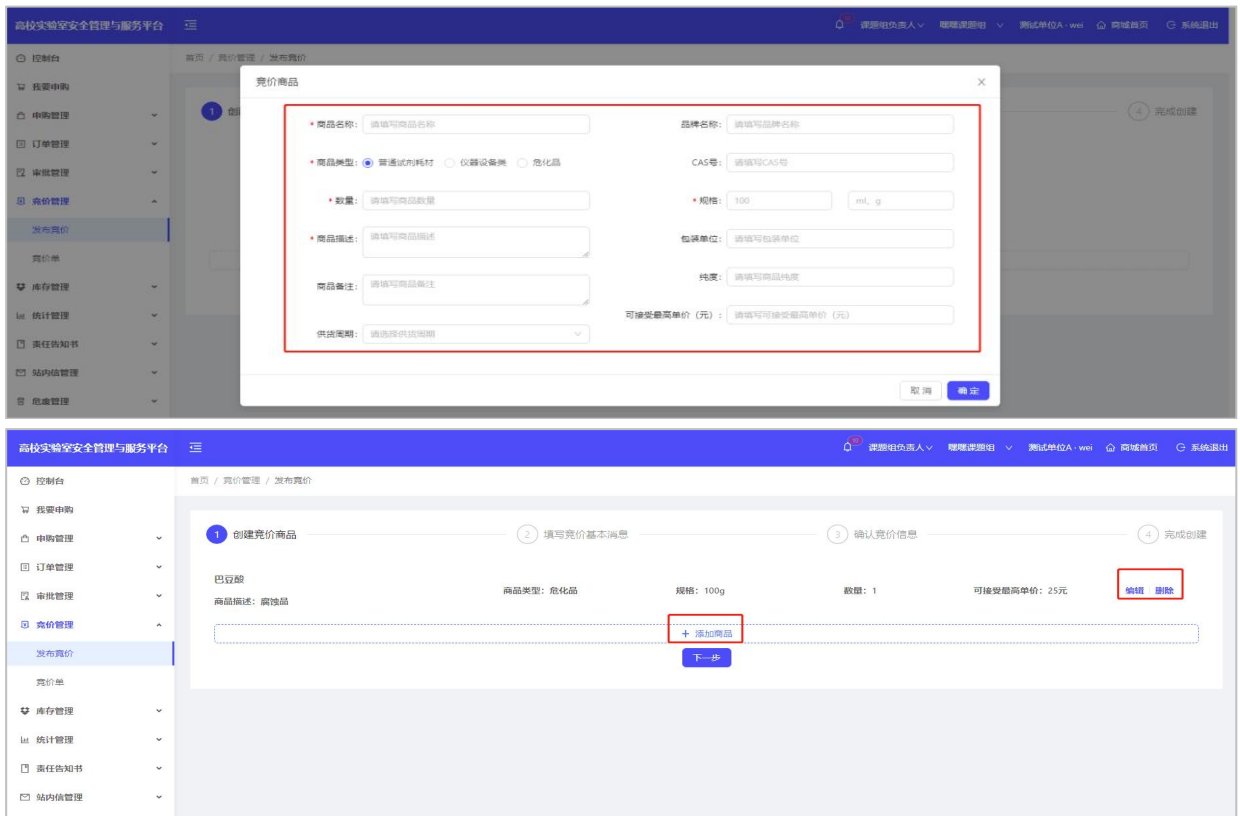 高校实验室安全管理与服务平台 课题组负责人 嘿嘿课题组 测试单位A - wei 商城首页 系统退出
控制台 首页 / 竞价管理 / 发布竞价
竞价商品
我要申购
申购管理 1 创 4 完成创建
* 商品名称: 请填写商品名称 品牌名称: 请填写品牌名称
订单管理
* 商品类型: 普通试剂耗材 仪器设备类 危化品 CAS号: 请填写CAS号
审批管理
竞价管理 * 数量: 请填写商品数量 * 规格: 100 ml、g
发布竞价 * 商品描述: 请填写商品描述 包装单位: 请填写包装单位
竞价单
库存管理 商品备注: 请填写商品备注 纯度: 请填写商品纯度
统计管理 可接受最高单价(元): 请填写可接受最高单价(元)
供货周期: 请选择供货周期
责任告知书
站内信管理
危废管理 取 消 确 定
高校实验室安全管理与服务平台 10 课题组负责人 嘿嘿课题组 测试单位A - wei 商城首页 系统退出
控制台 首页 / 竞价管理 / 发布竞价
我要申购
申购管理 1 创建竞价商品 2 填写竞价基本消息 3 确认竞价信息 4 完成创建
订单管理
巴豆酸
商品类型: 危化品 规格: 100g 数量: 1 可接受最高单价: 25元 编辑 删除
审批管理 商品描述: 腐蚀品
竞价管理
+ 添加商品
发布竞价 下一步
竞价单
库存管理
统计管理
责任告知书
站内信管理